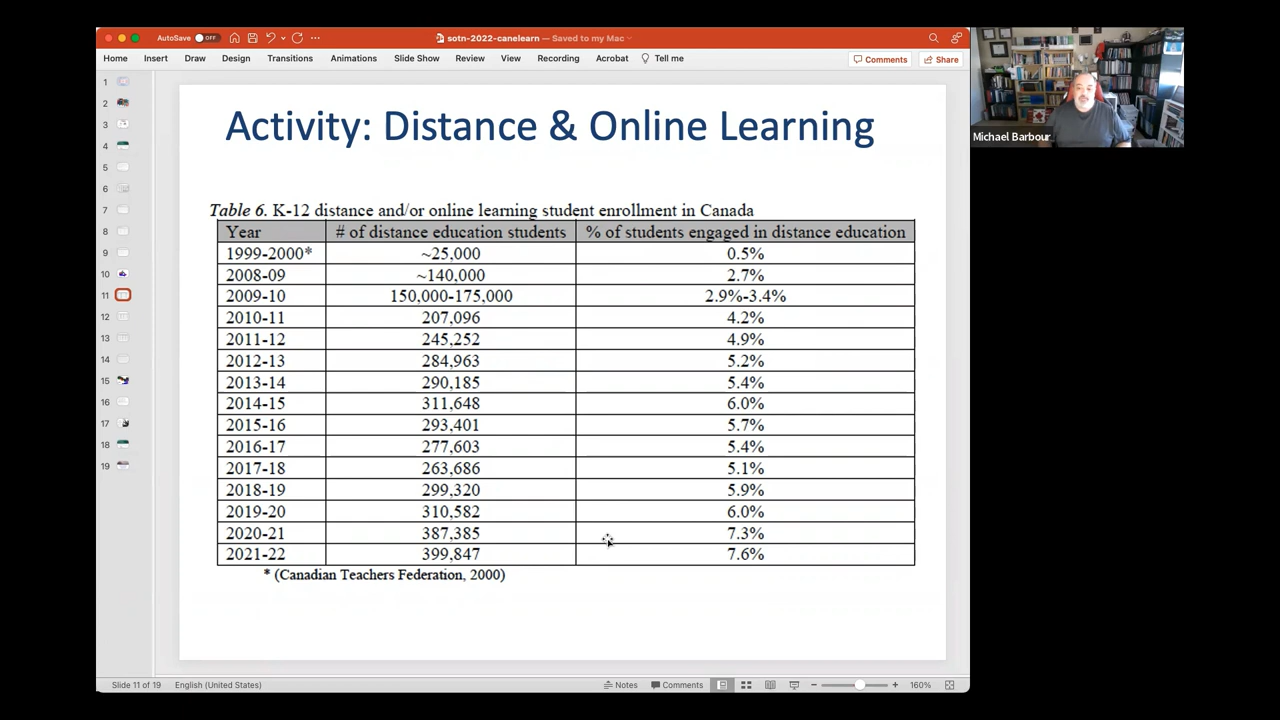 AutoSave OFF
sotn-2022-canelearn — Saved to my Mac
Home Insert Draw Design Transitions Animations Slide Show Review View Recording Acrobat Tell me Comments Share
1
2
3
4
5
6
7
8
9
10
11
12
13
14
15
16
17
18
19
Activity: Distance & Online Learning
Table 6. K-12 distance and/or online learning student enrollment in Canada
Year # of distance education students % of students engaged in distance education
1999-2000* ~25,000 0.5%
2008-09 ~140,000 2.7%
2009-10 150,000-175,000 2.9%-3.4%
2010-11 207,096 4.2%
2011-12 245,252 4.9%
2012-13 284,963 5.2%
2013-14 290,185 5.4%
2014-15 311,648 6.0%
2015-16 293,401 5.7%
2016-17 277,603 5.4%
2017-18 263,686 5.1%
2018-19 299,320 5.9%
2019-20 310,582 6.0%
2020-21 387,385 7.3%
2021-22 399,847 7.6%
* (Canadian Teachers Federation, 2000)
Michael Barbour
Slide 11 of 19 English (United States) Notes Comments 160%